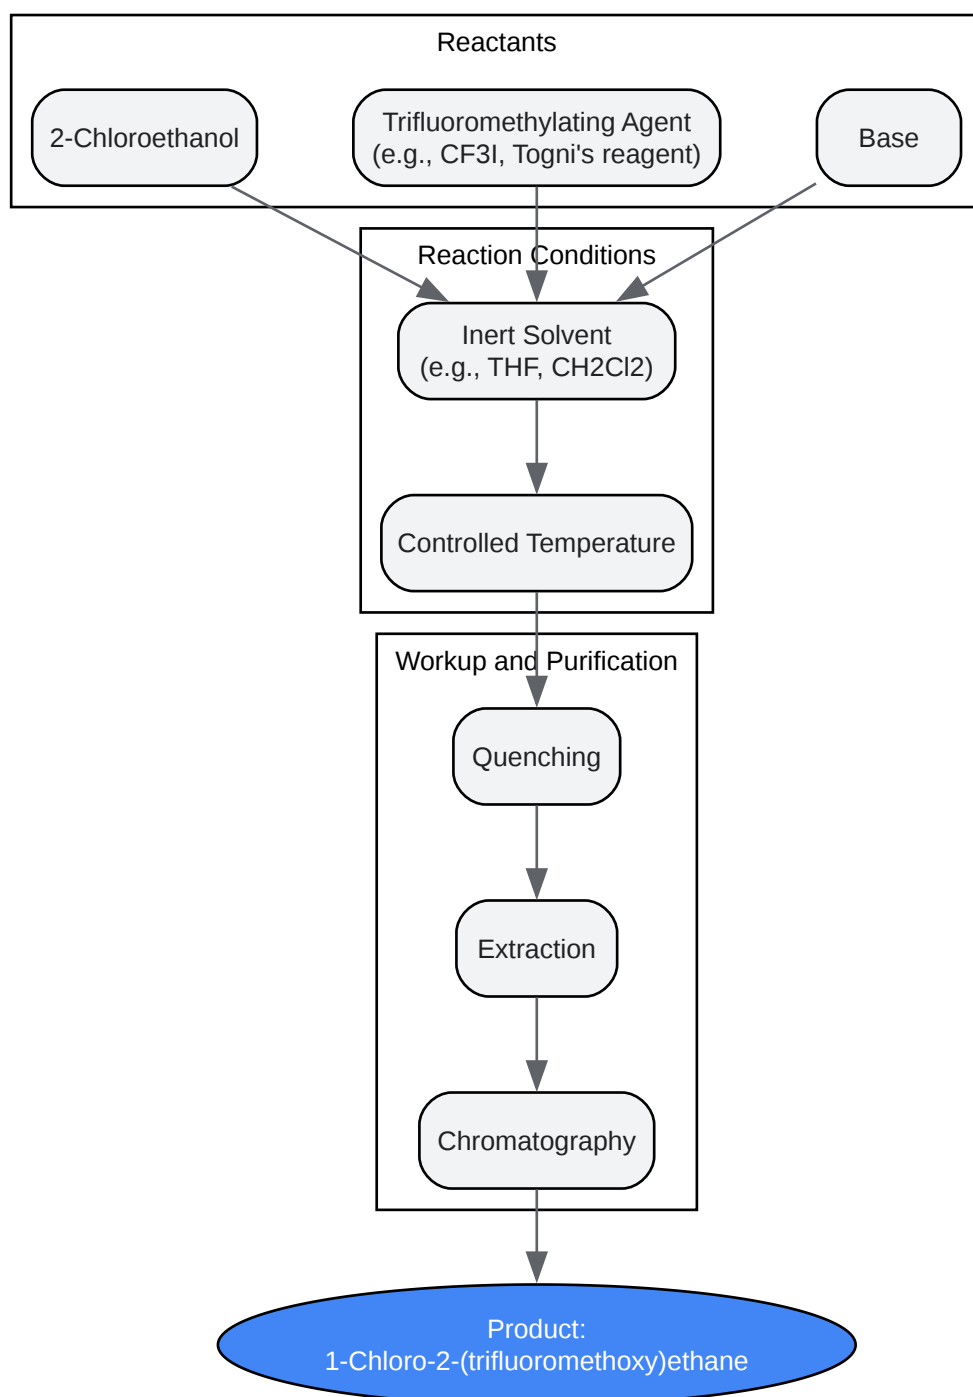 Reactants
2-Chloroethanol
Trifluoromethylating Agent
(e.g., CF3I, Togni's reagent)
Base
Reaction Conditions
Inert Solvent
(e.g., THF, CH2Cl2)
Controlled Temperature
Workup and Purification
Quenching
Extraction
Chromatography
Product:
1-Chloro-2-(trifluoromethoxy)ethane